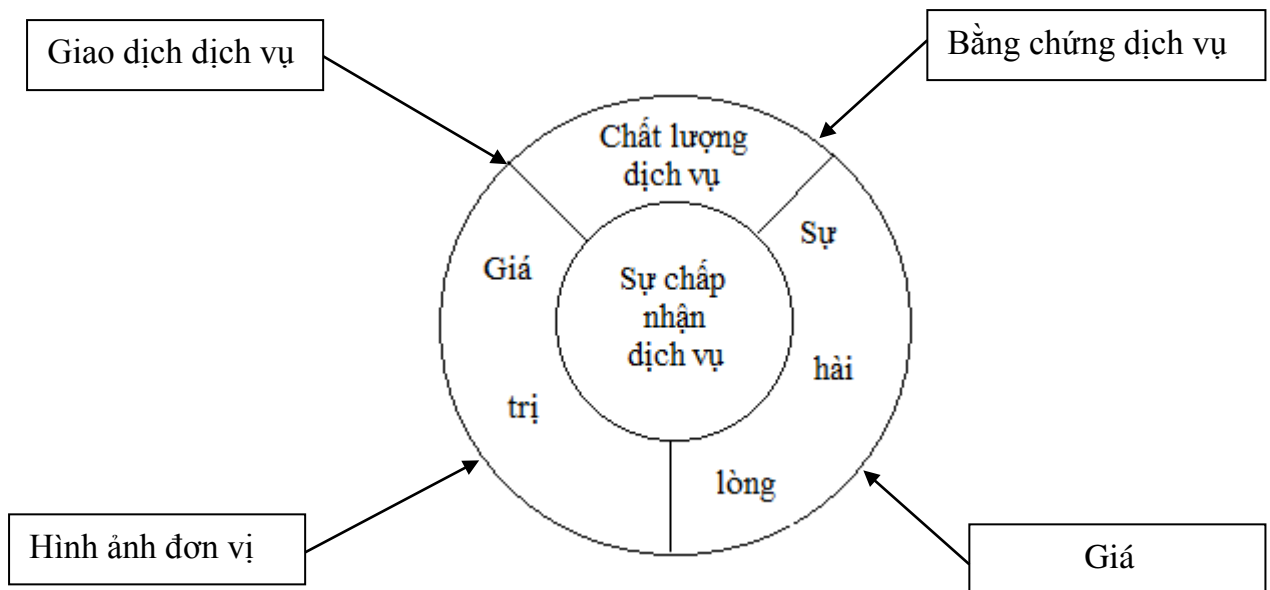 Giao dịch dịch vụ
Bằng chứng dịch vụ
Chất lượng
dịch vụ
Sự
hài
lòng
Giá
trị
Sự chấp
nhận
dịch vụ
Hình ảnh đơn vị
Giá